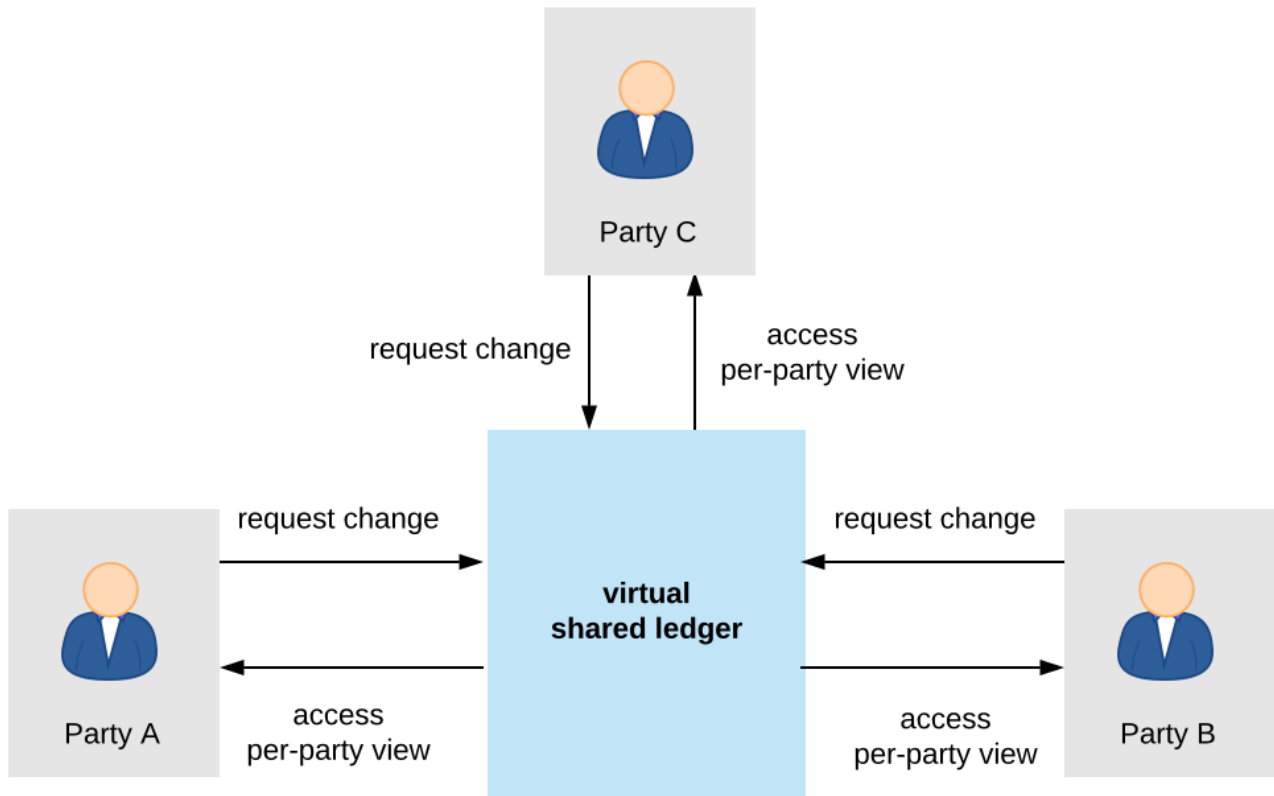 Party C
request change
access
per-party view
request change
request change
virtual
shared ledger
Party A
access
per-party view
access
per-party view
Party B